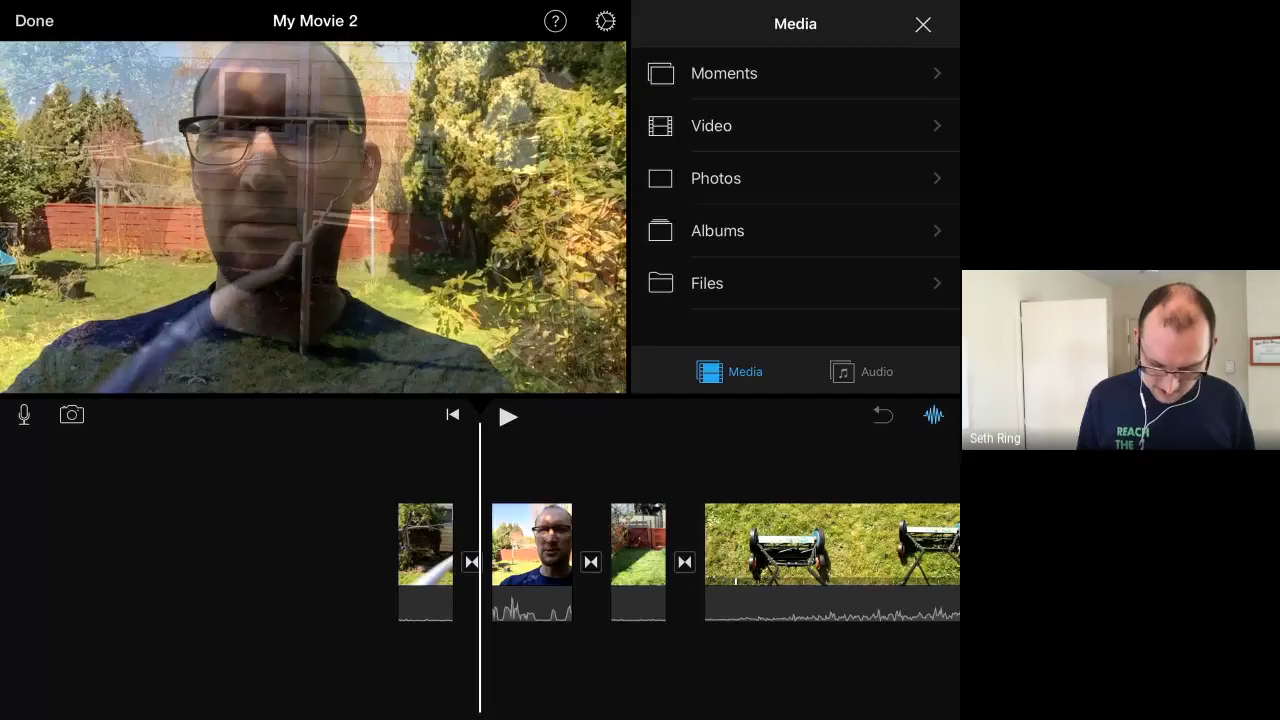 Done
My Movie 2
?
Media
Moments
Video
Photos
Albums
Files
Media
Audio
REACH
THE
Seth Ring